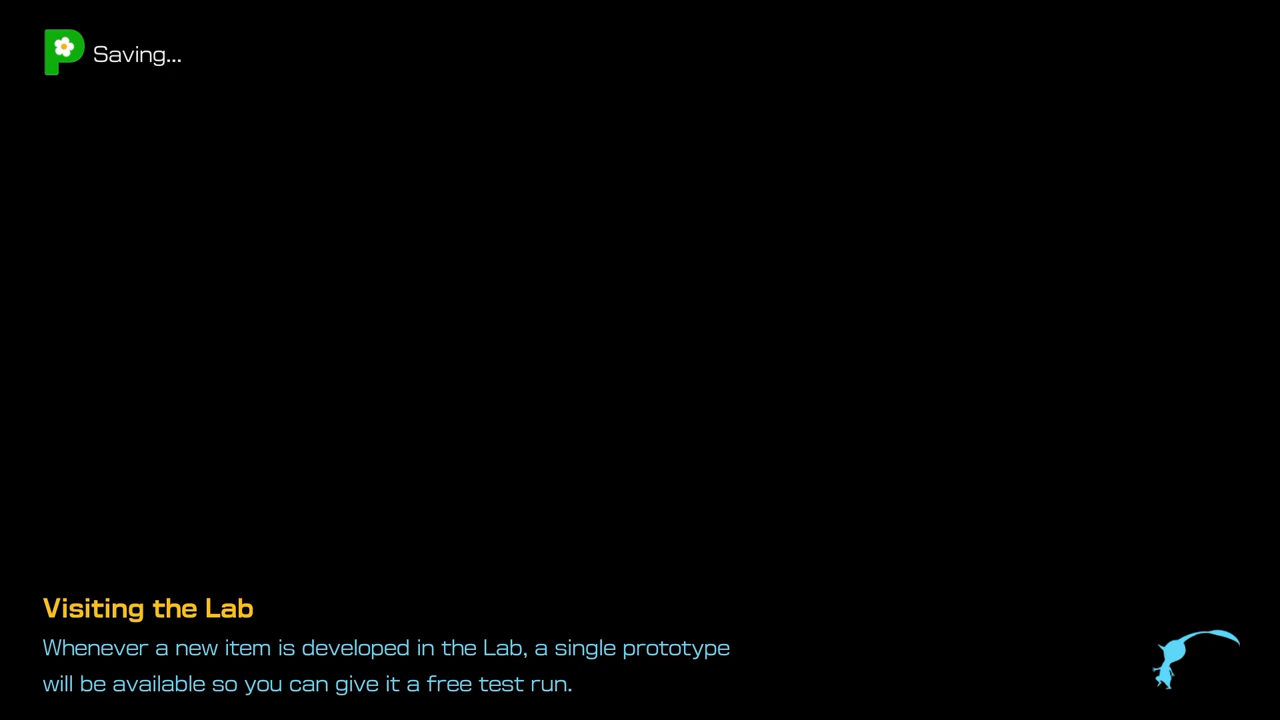 P Saving...
Visiting the Lab
Whenever a new item is developed in the Lab, a single prototype
will be available so you can give it a free test run.